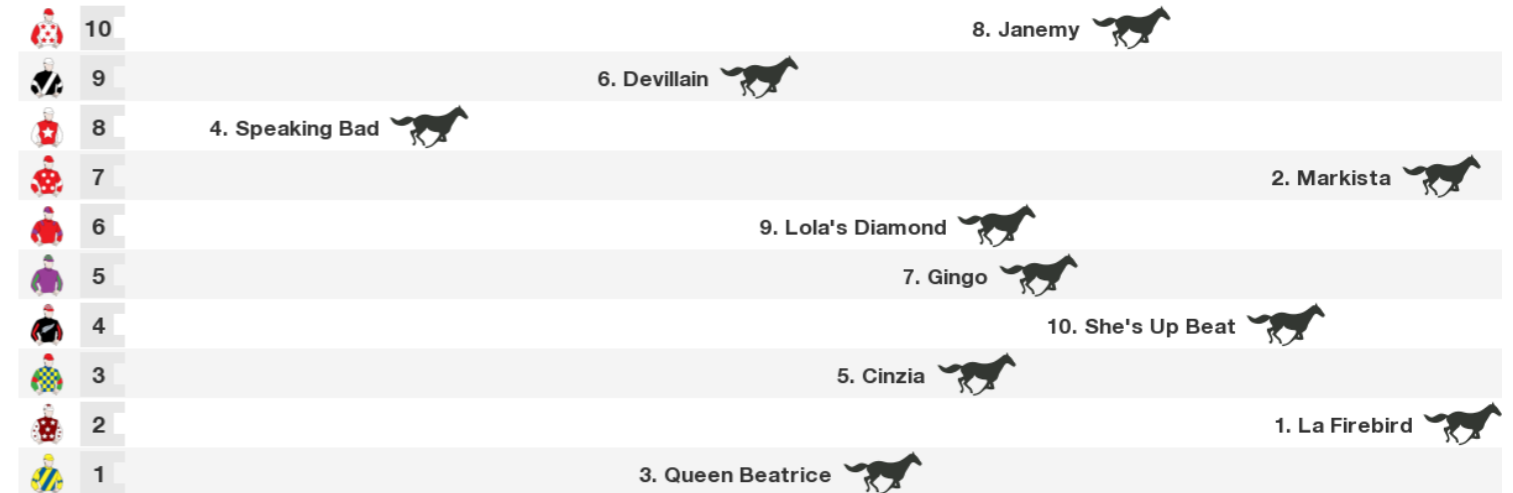 10 8. Janemy
9 6. Devillain
8 4. Speaking Bad
7 2. Markista
6 9. Lola's Diamond
5 7. Gingo
4 10. She's Up Beat
3 5. Cinzia
2 1. La Firebird
1 3. Queen Beatrice